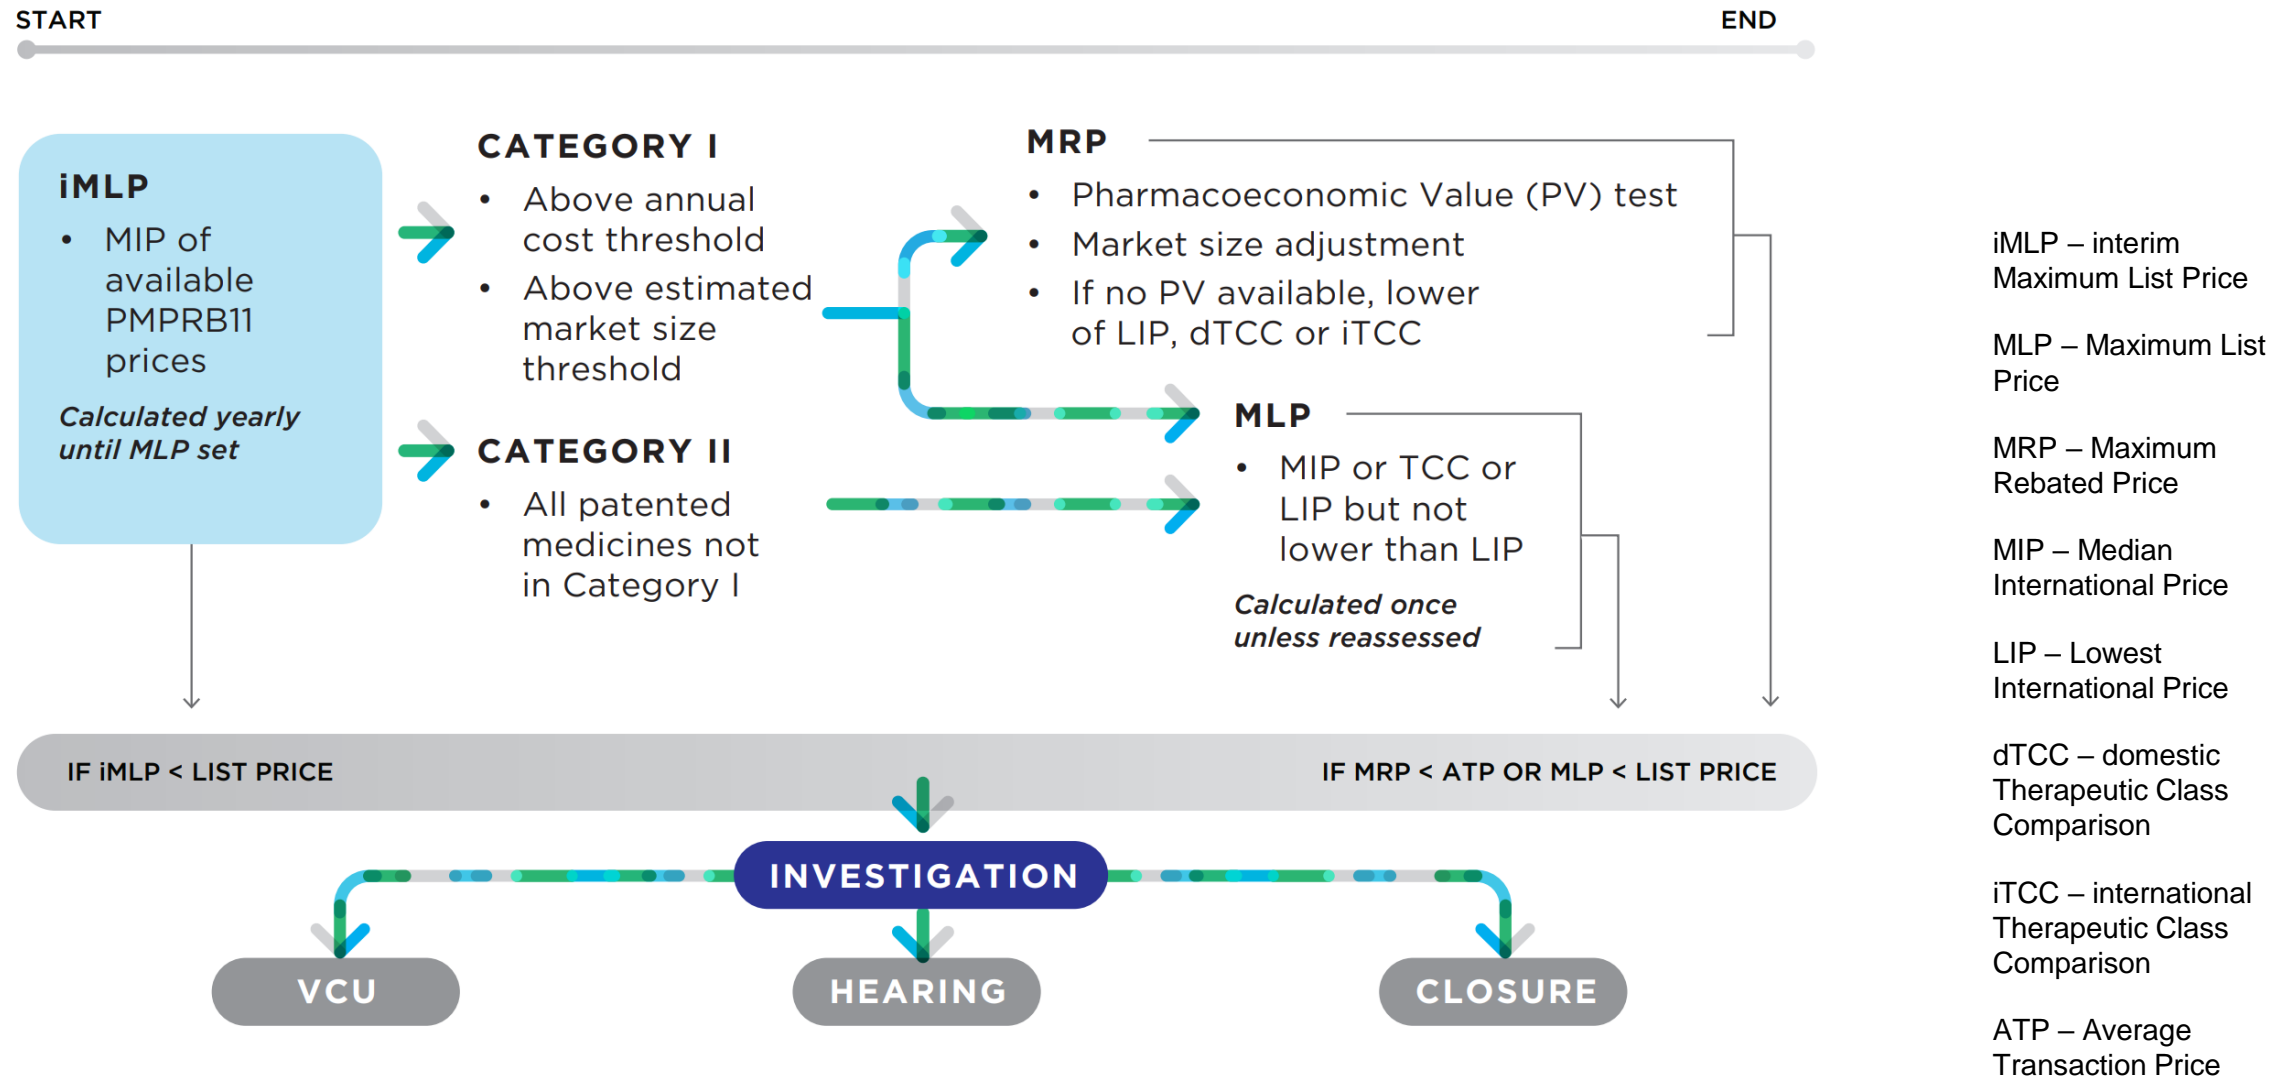 START
END
iMLP
• MIP of
available
PMPRB11
prices
Calculated yearly
until MLP set
CATEGORY I
• Above annual
cost threshold
• Above estimated
market size
threshold
CATEGORY II
• All patented
medicines not
in Category I
MRP
• Pharmacoeconomic Value (PV) test
• Market size adjustment
• If no PV available, lower
of LIP, dTCC or iTCC
MLP
• MIP or TCC or
LIP but not
lower than LIP
Calculated once
unless reassessed
IF iMLP < LIST PRICE
IF MRP < ATP OR MLP < LIST PRICE
INVESTIGATION
VCU
HEARING
CLOSURE
iMLP – interim
Maximum List Price
MLP – Maximum List
Price
MRP – Maximum
Rebated Price
MIP – Median
International Price
LIP – Lowest
International Price
dTCC – domestic
Therapeutic Class
Comparison
iTCC – international
Therapeutic Class
Comparison
ATP – Average
Transaction Price